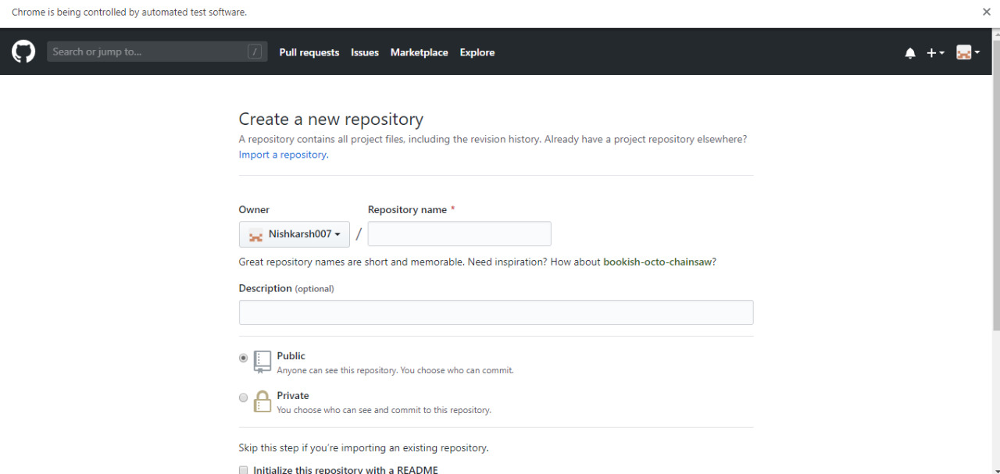 Chrome is being controlled by automated test software.
Search or jump to... /
Pull requests Issues Marketplace Explore
Create a new repository
A repository contains all project files, including the revision history. Already have a project repository elsewhere?
Import a repository.
Owner Repository name *
Nishkarsh007 /
Great repository names are short and memorable. Need inspiration? How about bookish-octo-chainsaw?
Description (optional)
Public
Anyone can see this repository. You choose who can commit.
Private
You choose who can see and commit to this repository.
Skip this step if you're importing an existing repository.
Initialize this repository with a README